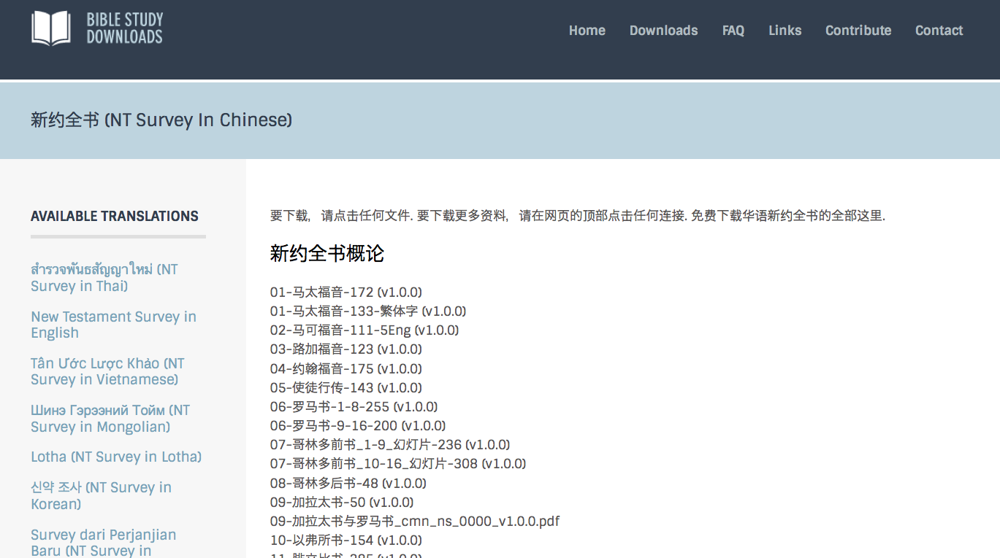 BIBLE STUDY
DOWNLOADS
Home
Downloads
FAQ
Links
Contribute
Contact
新约全书 (NT Survey In Chinese)
AVAILABLE TRANSLATIONS
สำรวจพันธสัญญาใหม่ (NT
Survey in Thai)
New Testament Survey in
English
Tân Ước Lược Khảo (NT
Survey in Vietnamese)
Шинэ Гэрээний Тойм (NT
Survey in Mongolian)
Lotha (NT Survey in Lotha)
신약 조사 (NT Survey in
Korean)
Survey dari Perjanjian
Baru (NT Survey in
要下载, 请点击任何文件. 要下载更多资料, 请在网页的顶部点击任何连接. 免费下载华语新约全书的全部这里.
新约全书概论
01-马太福音-172 (v1.0.0)
01-马太福音-133-繁体字 (v1.0.0)
02-马可福音-111-5Eng (v1.0.0)
03-路加福音-123 (v1.0.0)
04-约翰福音-175 (v1.0.0)
05-使徒行传-143 (v1.0.0)
06-罗马书-1-8-255 (v1.0.0)
06-罗马书-9-16-200 (v1.0.0)
07-哥林多前书_1-9_幻灯片-236 (v1.0.0)
07-哥林多前书_10-16_幻灯片-308 (v1.0.0)
08-哥林多后书-48 (v1.0.0)
09-加拉太书-50 (v1.0.0)
09-加拉太书与罗马书_cmn_ns_0000_v1.0.0.pdf
10-以弗所书-154 (v1.0.0)